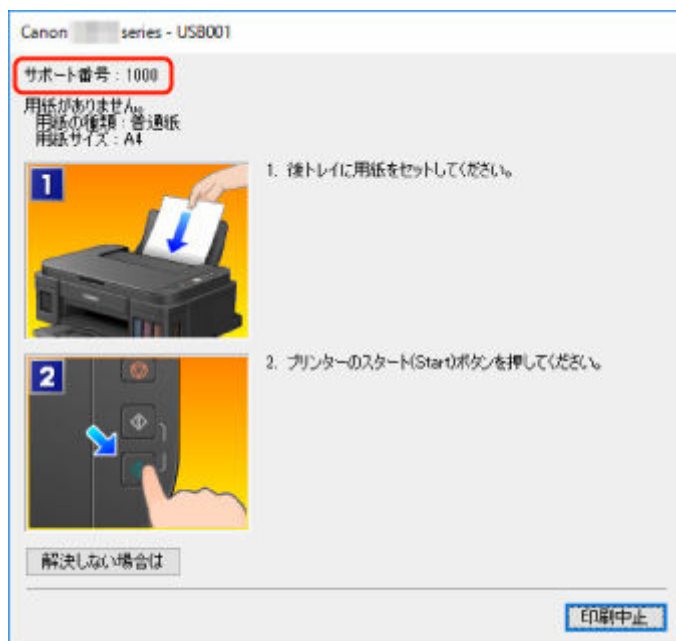 Canon series - USB001
サポート番号 : 1000
用紙がありません。
用紙の種類 : 普通紙
用紙サイズ : A4
1
1. 後トレイに用紙をセットしてください。
2
2. プリンターのスタート(Start)ボタンを押してください。
解決しない場合は
印刷中止